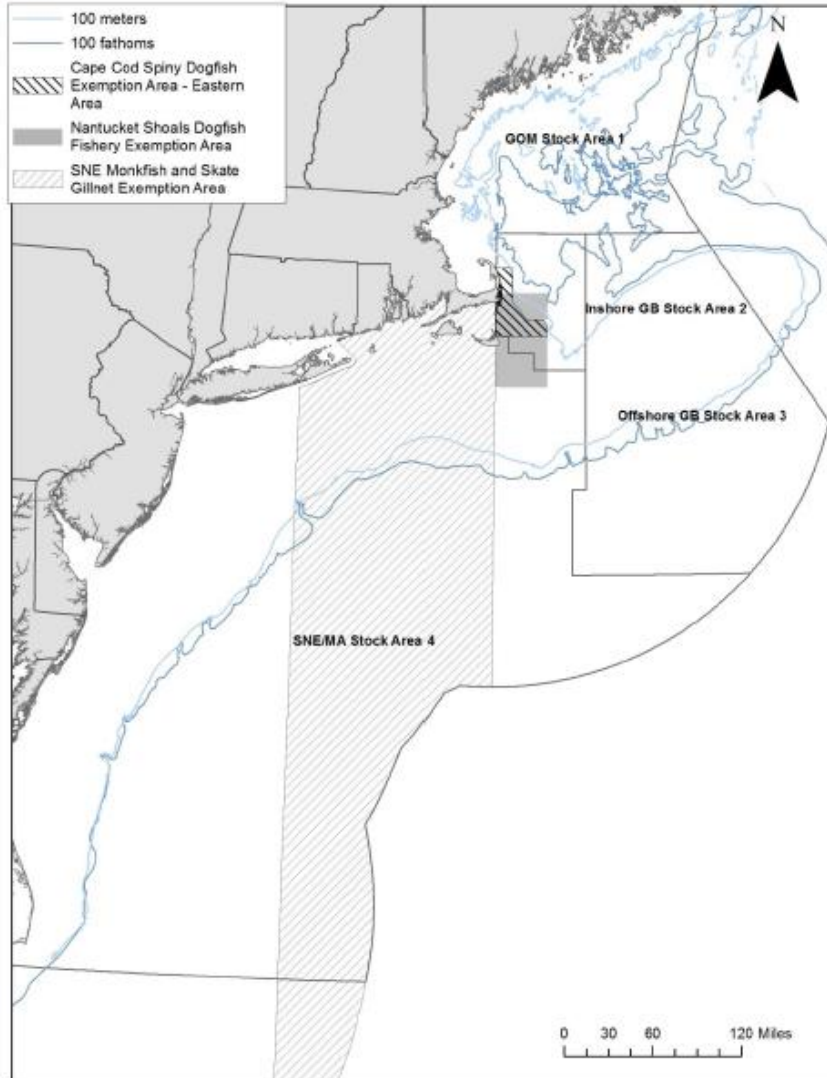 100 meters
100 fathoms
Cape Cod Spiny Dogfish
Exemption Area - Eastern
Area
Nantucket Shoals Dogfish
Fishery Exemption Area
SNE Monkfish and Skate
Gillnet Exemption Area
N
GOM Stock Area 1
Inshore GB Stock Area 2
Offshore GB Stock Area 3
SNE/MA Stock Area 4
0 30 60 120 Miles